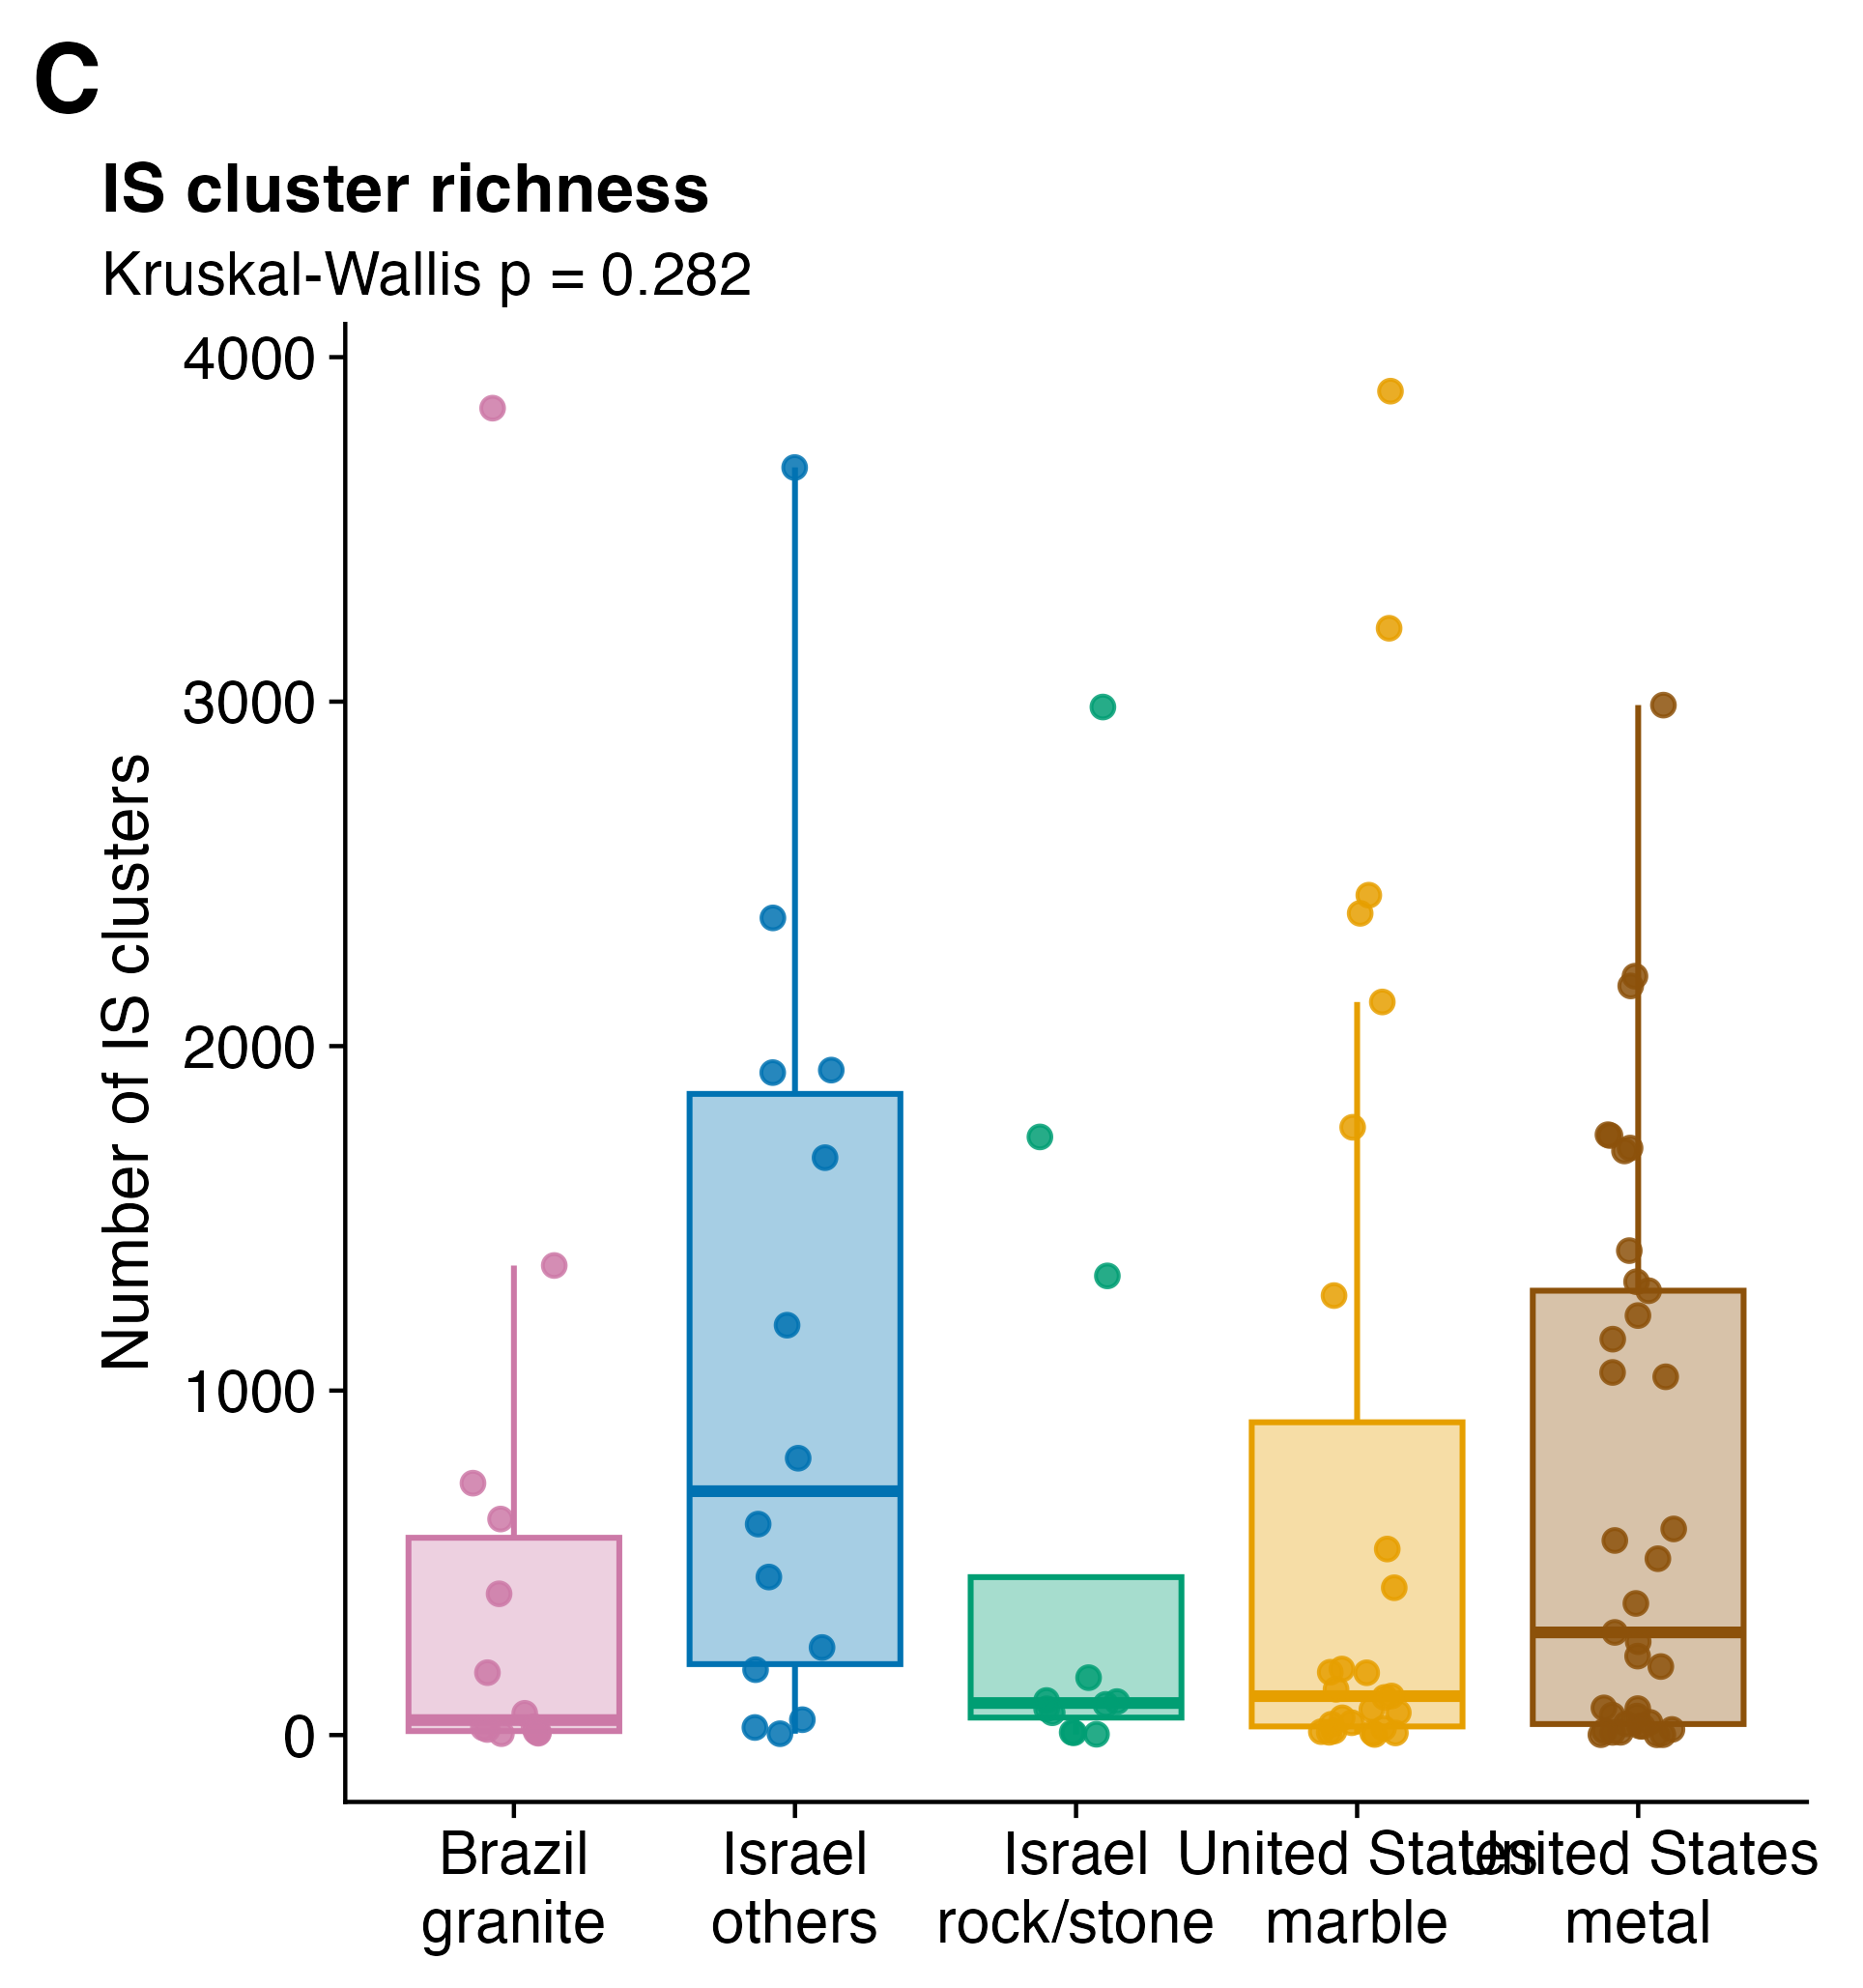 C
IS cluster richness
Kruskal-Wallis p = 0.282
Number of IS clusters
4000
3000
2000
1000
0
Brazil
granite
Israel
others
Israel
rock/stone
United States
marble
United States
metal